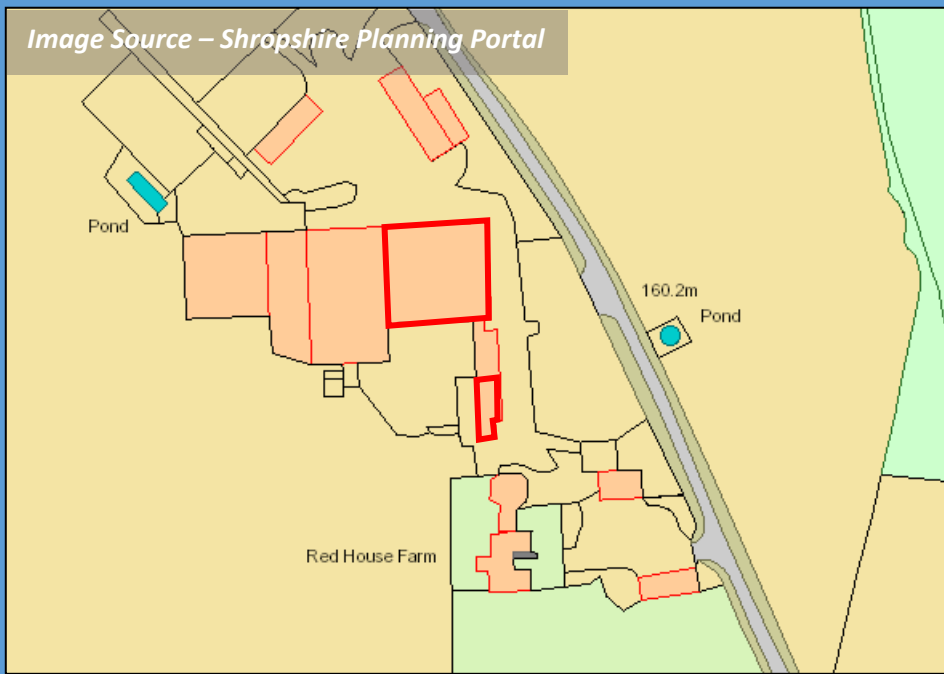 Image Source – Shropshire Planning Portal
Pond
160.2m
Pond
Red House Farm